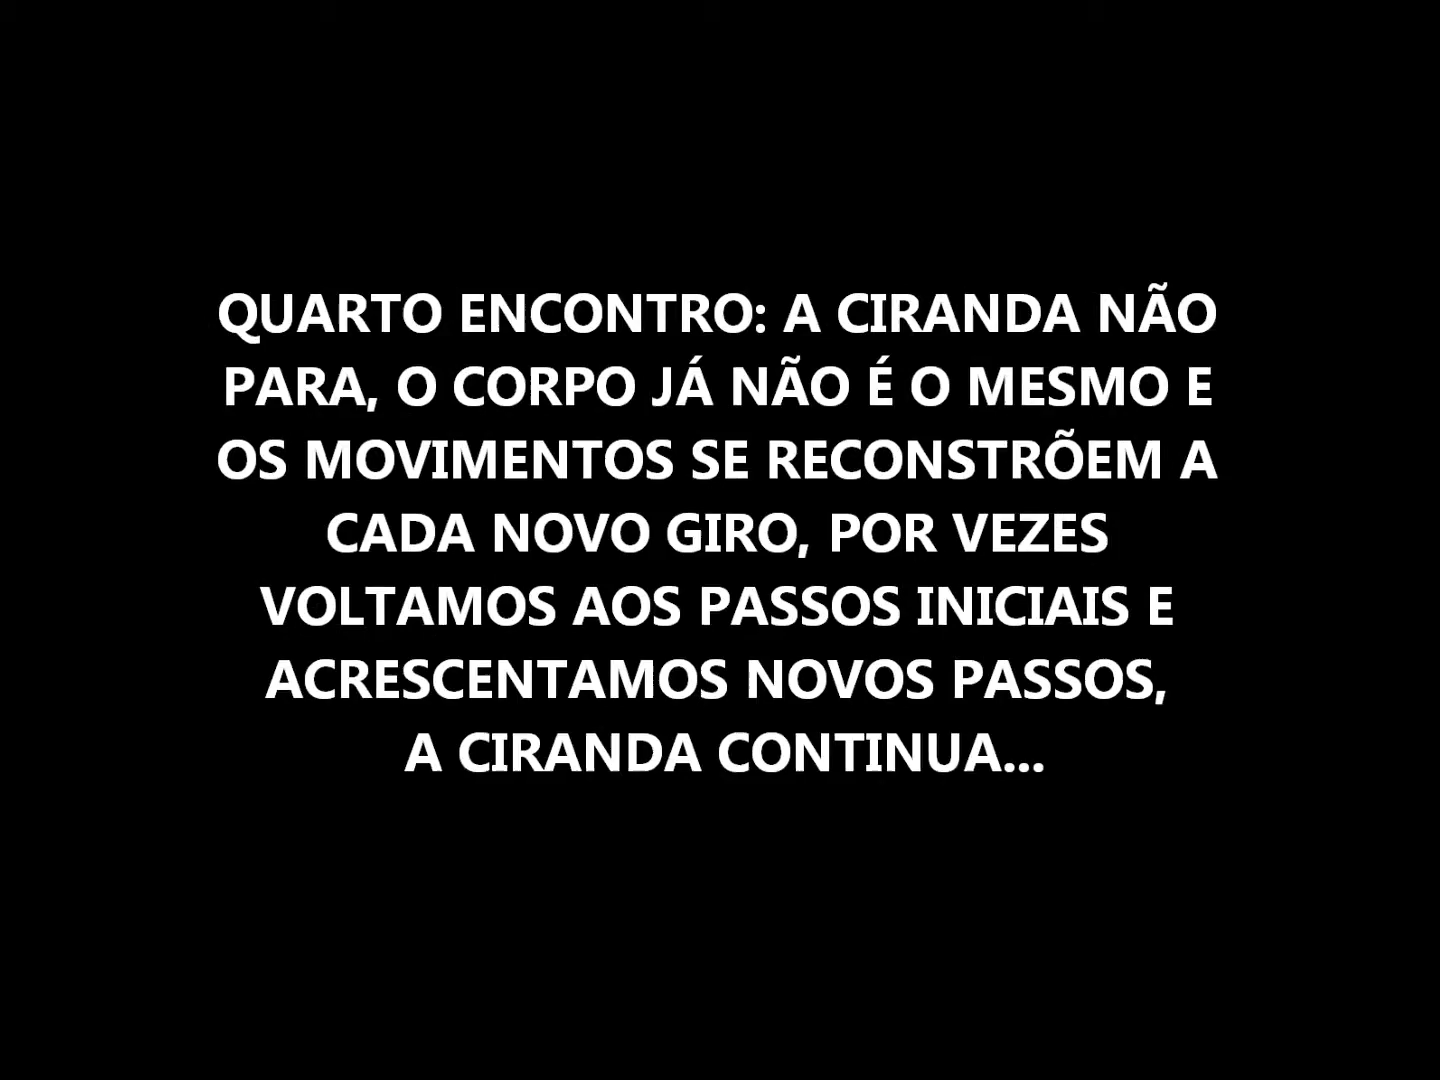 QUARTO ENCONTRO: A CIRANDA NÃO
PARA, O CORPO JÁ NÃO É O MESMO E
OS MOVIMENTOS SE RECONSTRÕEM A
CADA NOVO GIRO, POR VEZES
VOLTAMOS AOS PASSOS INICIAIS E
ACRESCENTAMOS NOVOS PASSOS,
A CIRANDA CONTINUA...